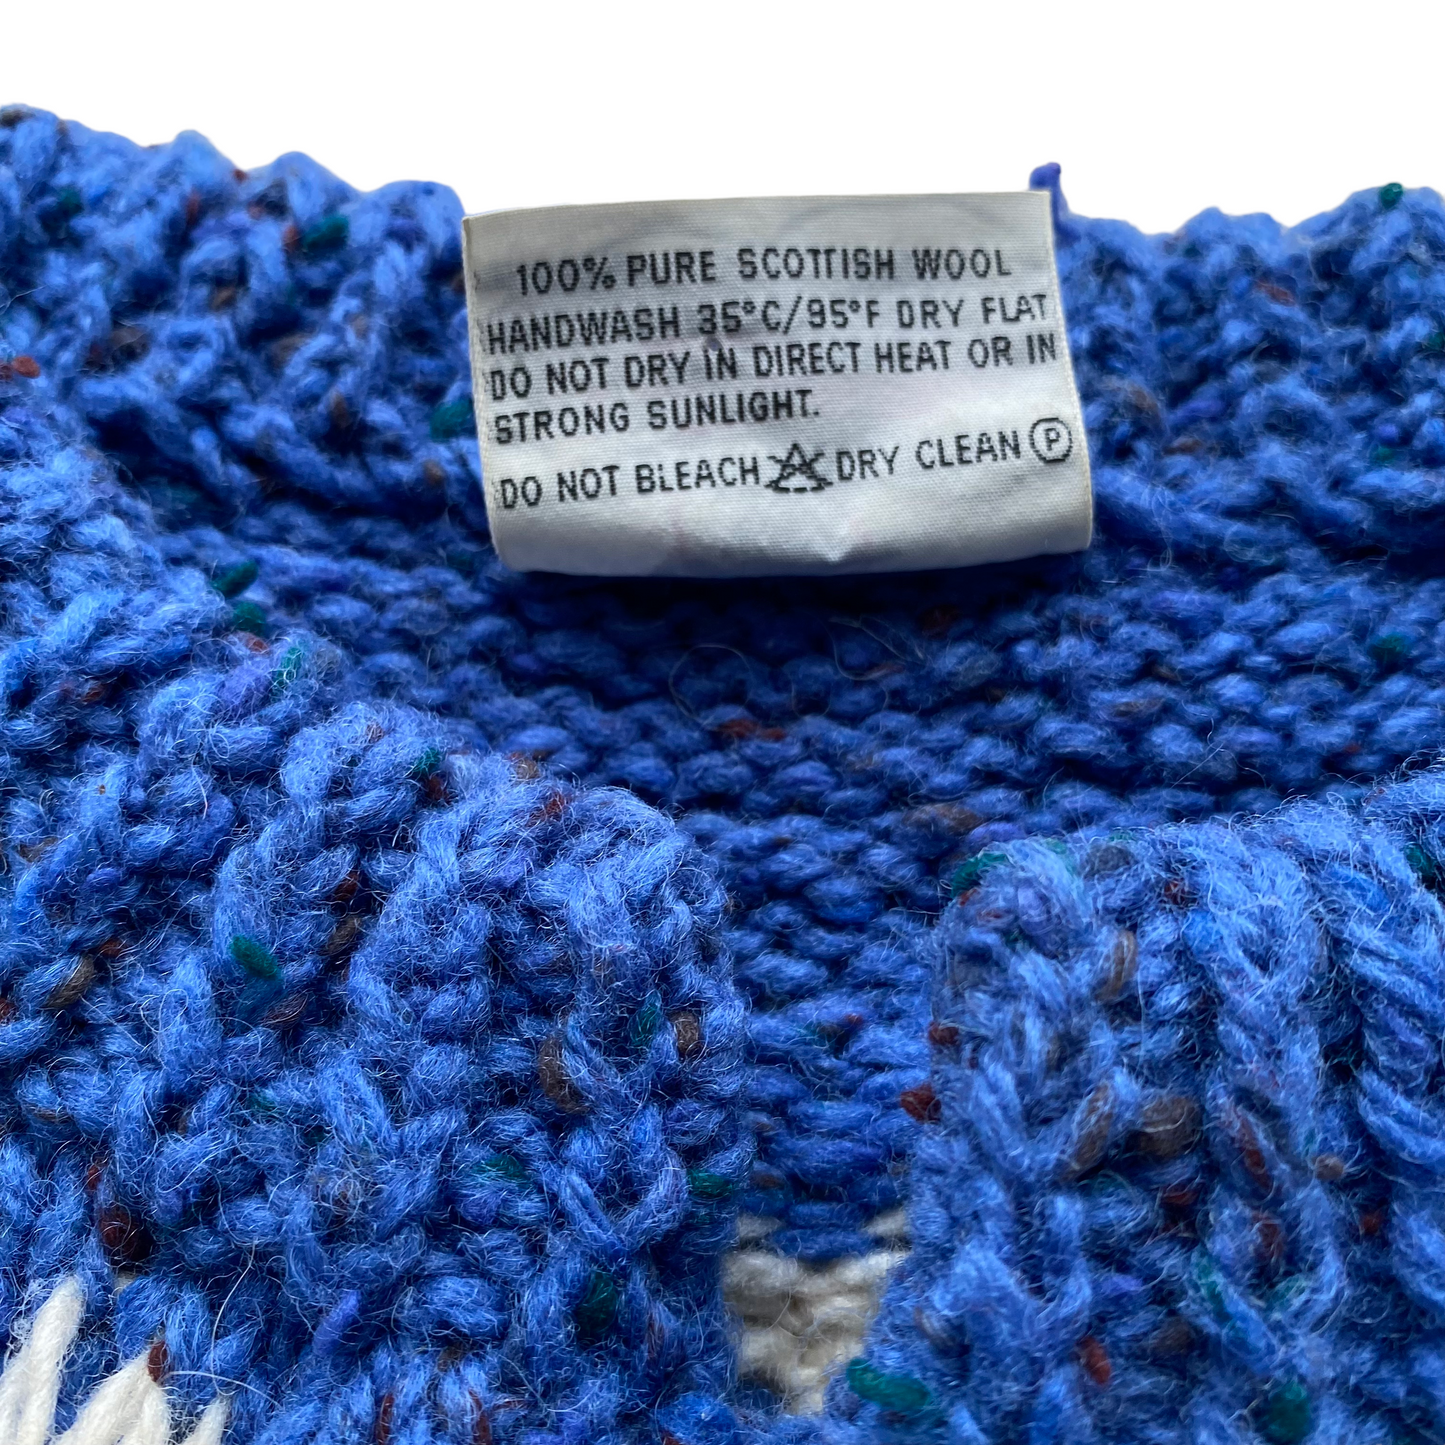 100% PURE SCOTTISH WOOL
HANDWASH 35°C/95°F DRY FLAT
DO NOT DRY IN DIRECT HEAT OR IN
STRONG SUNLIGHT.
DO NOT BLEACH DRY CLEAN P